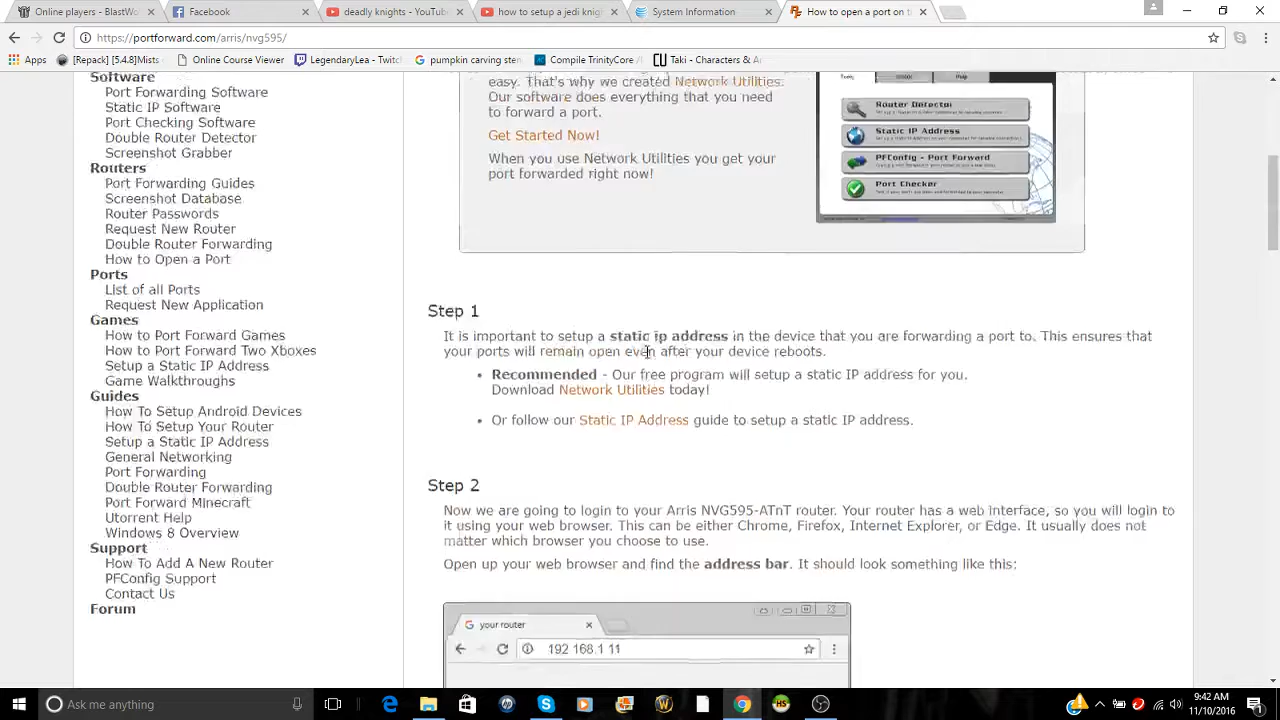 Online players - BlastWo
Facebook
deadly knights - YouTube
how to setup a jedi knig
System Information
How to open a port on t
https://portforward.com/arris/nvg595/
Apps
[Repack] [5.4.8]Mists
Online Course Viewer
LegendaryLea - Twitc
pumpkin carving sten
Compile TrinityCore
Taki - Characters & A
Software
Port Forwarding Software
Static IP Software
Port Checking Software
Double Router Detector
Screenshot Grabber
Routers
Port Forwarding Guides
Screenshot Database
Router Passwords
Request New Router
Double Router Forwarding
How to Open a Port
Ports
List of all Ports
Request New Application
Games
How to Port Forward Games
How to Port Forward Two Xboxes
Setup a Static IP Address
Game Walkthroughs
Guides
How To Setup Android Devices
How To Setup Your Router
Setup a Static IP Address
General Networking
Port Forwarding
Double Router Forwarding
Port Forward Minecraft
Utorrent Help
Windows 8 Overview
Support
How To Add A New Router
PFConfig Support
Contact Us
Forum
easy. That's why we created Network Utilities.
Our software does everything that you need
to forward a port.
Get Started Now!
When you use Network Utilities you get your
port forwarded right now!
Help
Router Detector
Static IP Address
PFConfig - Port Forward
Port Checker
Step 1
It is important to setup a static ip address in the device that you are forwarding a port to. This ensures that
your ports will remain open even after your device reboots.
• Recommended - Our free program will setup a static IP address for you.
Download Network Utilities today!
• Or follow our Static IP Address guide to setup a static IP address.
Step 2
Now we are going to login to your Arris NVG595-ATnT router. Your router has a web interface, so you will login to
it using your web browser. This can be either Chrome, Firefox, Internet Explorer, or Edge. It usually does not
matter which browser you choose to use.
Open up your web browser and find the address bar. It should look something like this:
your router
192 168.1 11
Ask me anything
9:42 AM
11/10/2016